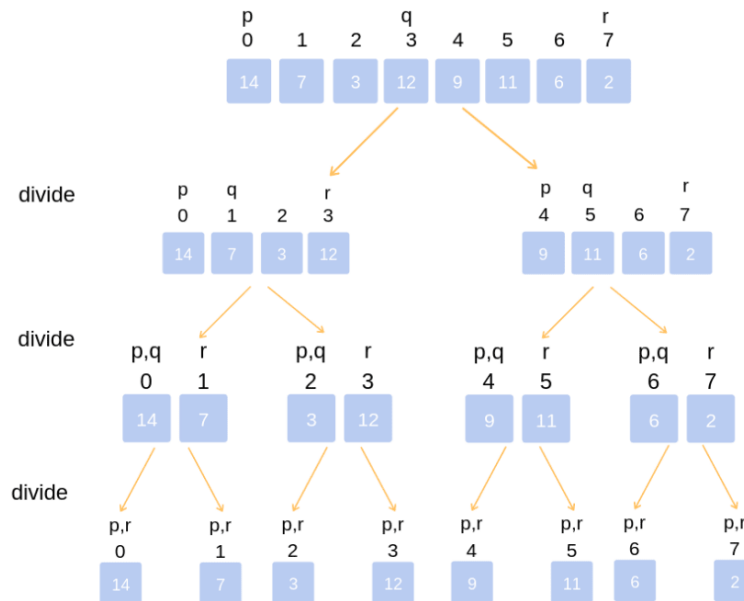 p q r
0 1 2 3 4 5 6 7
14 7 3 12 9 11 6 2
divide
p q r
0 1 2 3
14 7 3 12
p q r
4 5 6 7
9 11 6 2
divide
p,q r
0 1
14 7
p,q r
2 3
3 12
p,q r
4 5
9 11
p,q r
6 7
6 2
divide
p,r p,r p,r p,r p,r p,r p,r p,r
0 1 2 3 4 5 6 7
14 7 3 12 9 11 6 2